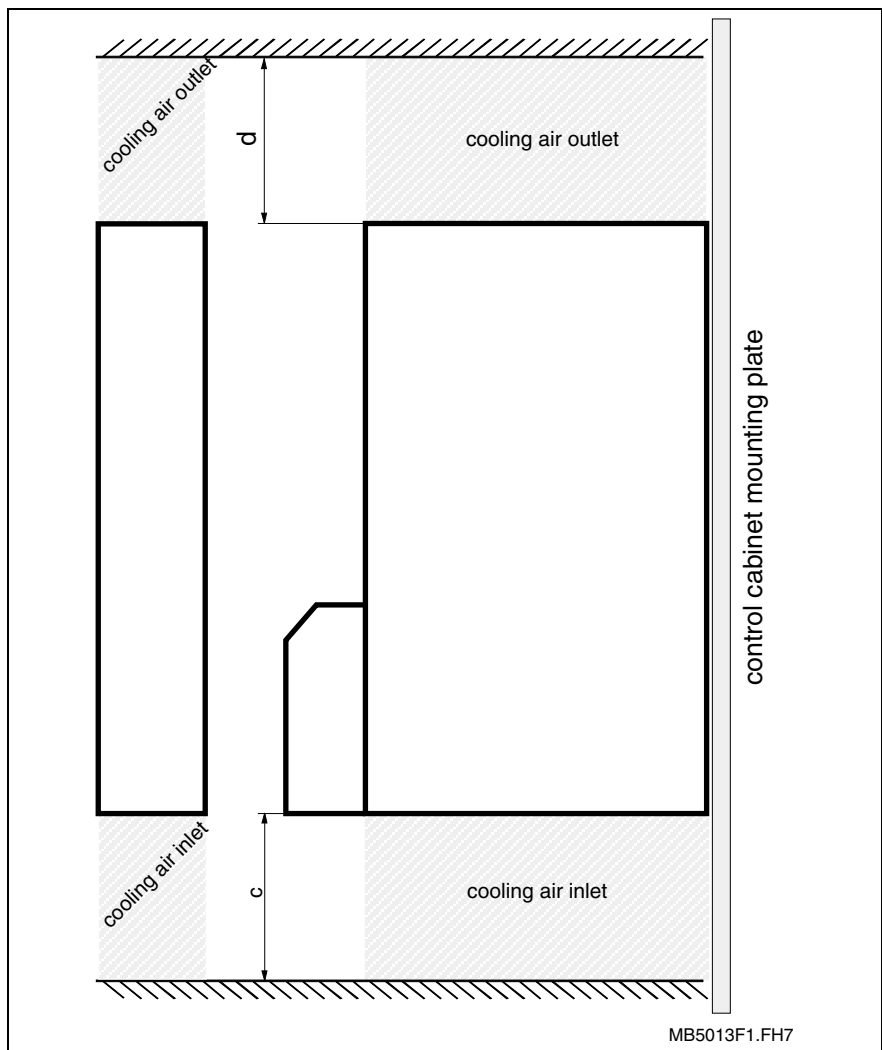 cooling air outlet
d
cooling air outlet
control cabinet mounting plate
cooling air inlet
c
cooling air inlet
MB5013F1.FH7